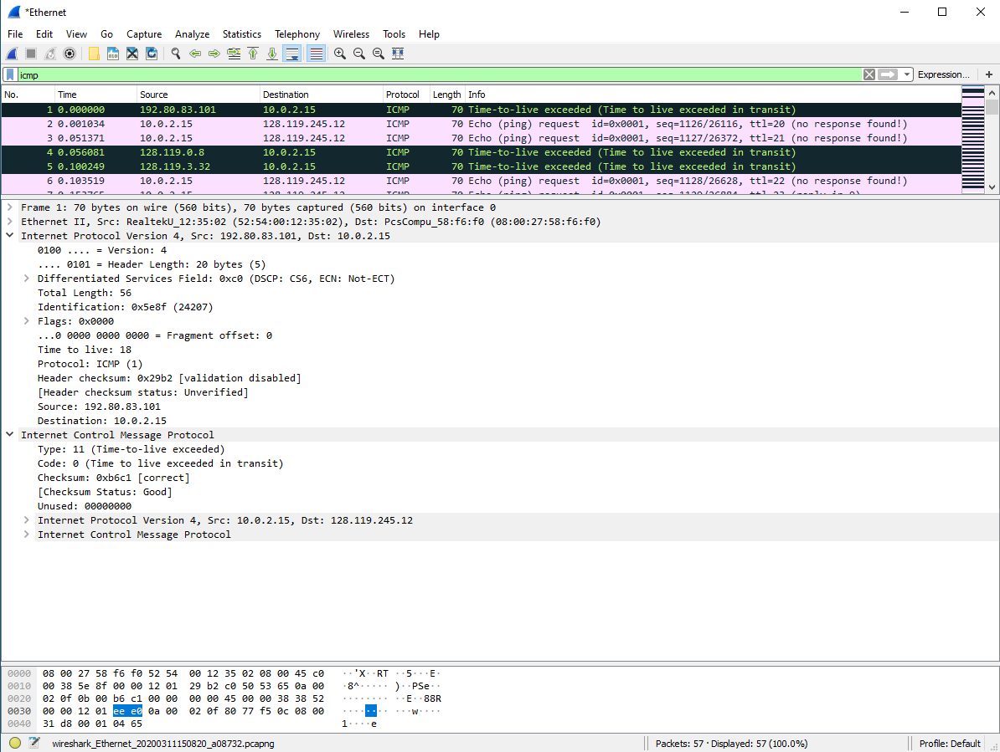 *Ethernet
File Edit View Go Capture Analyze Statistics Telephony Wireless Tools Help
icmp Expression... +
No. Time Source Destination Protocol Length Info
1 0.000000 192.80.83.101 10.0.2.15 ICMP 70 Time-to-live exceeded (Time to live exceeded in transit)
2 0.001034 10.0.2.15 128.119.245.12 ICMP 70 Echo (ping) request id=0x0001, seq=1126/26116, ttl=20 (no response found!)
3 0.051371 10.0.2.15 128.119.245.12 ICMP 70 Echo (ping) request id=0x0001, seq=1127/26372, ttl=21 (no response found!)
4 0.056081 128.119.0.8 10.0.2.15 ICMP 70 Time-to-live exceeded (Time to live exceeded in transit)
5 0.100249 128.119.3.32 10.0.2.15 ICMP 70 Time-to-live exceeded (Time to live exceeded in transit)
6 0.103519 10.0.2.15 128.119.245.12 ICMP 70 Echo (ping) request id=0x0001, seq=1128/26628, ttl=22 (no response found!)
Frame 1: 70 bytes on wire (560 bits), 70 bytes captured (560 bits) on interface 0
Ethernet II, Src: RealtekU_12:35:02 (52:54:00:12:35:02), Dst: PcsCompu_58:f6:f0 (08:00:27:58:f6:f0)
Internet Protocol Version 4, Src: 192.80.83.101, Dst: 10.0.2.15
0100 .... = Version: 4
.... 0101 = Header Length: 20 bytes (5)
Differentiated Services Field: 0xc0 (DSCP: CS6, ECN: Not-ECT)
Total Length: 56
Identification: 0x5e8f (24207)
Flags: 0x0000
...0 0000 0000 0000 = Fragment offset: 0
Time to live: 18
Protocol: ICMP (1)
Header checksum: 0x29b2 [validation disabled]
[Header checksum status: Unverified]
Source: 192.80.83.101
Destination: 10.0.2.15
Internet Control Message Protocol
Type: 11 (Time-to-live exceeded)
Code: 0 (Time to live exceeded in transit)
Checksum: 0xb6c1 [correct]
[Checksum Status: Good]
Unused: 00000000
Internet Protocol Version 4, Src: 10.0.2.15, Dst: 128.119.245.12
Internet Control Message Protocol
0000 08 00 27 58 f6 f0 52 54 00 12 35 02 08 00 45 c0 ··'X··RT ··5···E·
0010 00 38 5e 8f 00 00 12 01 29 b2 c0 50 53 65 0a 00 ·8^····· )··PSe··
0020 02 0f 0b 00 b6 c1 00 00 00 00 45 00 00 38 38 52 ········ ··E··88R
0030 00 00 12 01 ee e0 0a 00 02 0f 80 77 f5 0c 08 00 ········ ···w····
0040 31 d8 00 01 04 65 1····e
wireshark_Ethernet_20200311150820_a08732.pcapng Packets: 57 · Displayed: 57 (100.0%) Profile: Default